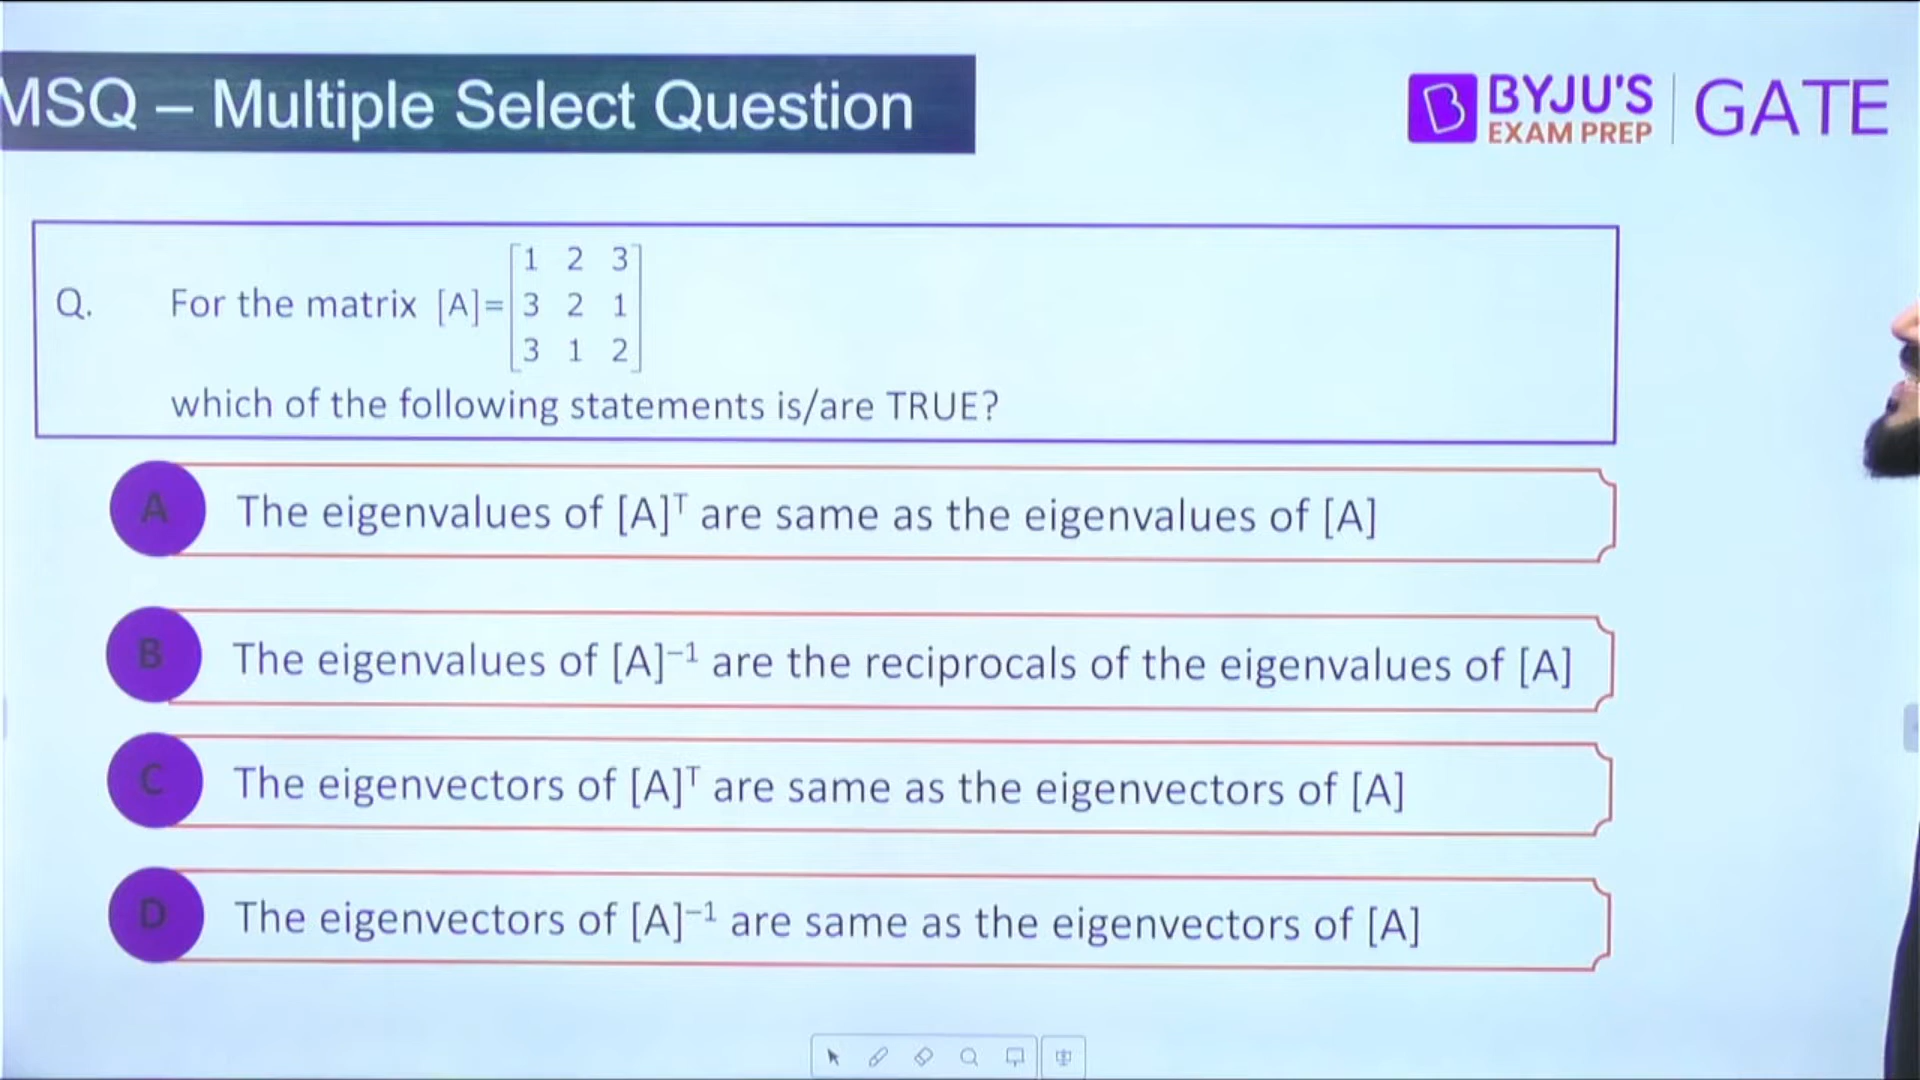 MSQ – Multiple Select Question
BYJU'S
EXAM PREP
GATE
Q. For the matrix [A]=
1 2 3
3 2 1
3 1 2
which of the following statements is/are TRUE?
A The eigenvalues of [A]ᵀ are same as the eigenvalues of [A]
B The eigenvalues of [A]⁻¹ are the reciprocals of the eigenvalues of [A]
C The eigenvectors of [A]ᵀ are same as the eigenvectors of [A]
D The eigenvectors of [A]⁻¹ are same as the eigenvectors of [A]